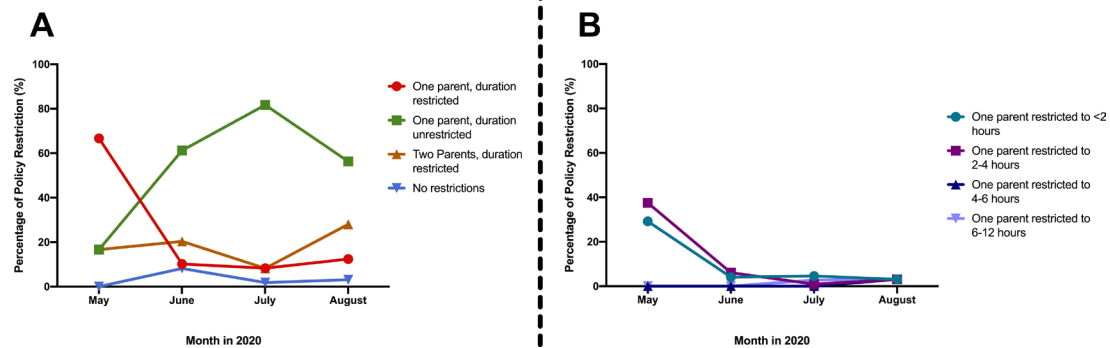 A
Percentage of Policy Restriction (%)
100
80
60
40
20
0
May June July August
Month in 2020
One parent, duration
restricted
One parent, duration
unrestricted
Two Parents, duration
restricted
No restrictions
B
Percentage of Policy Restriction (%)
100
80
60
40
20
0
May June July August
Month in 2020
One parent restricted to <2
hours
One parent restricted to
2-4 hours
One parent restricted to
4-6 hours
One parent restricted to
6-12 hours